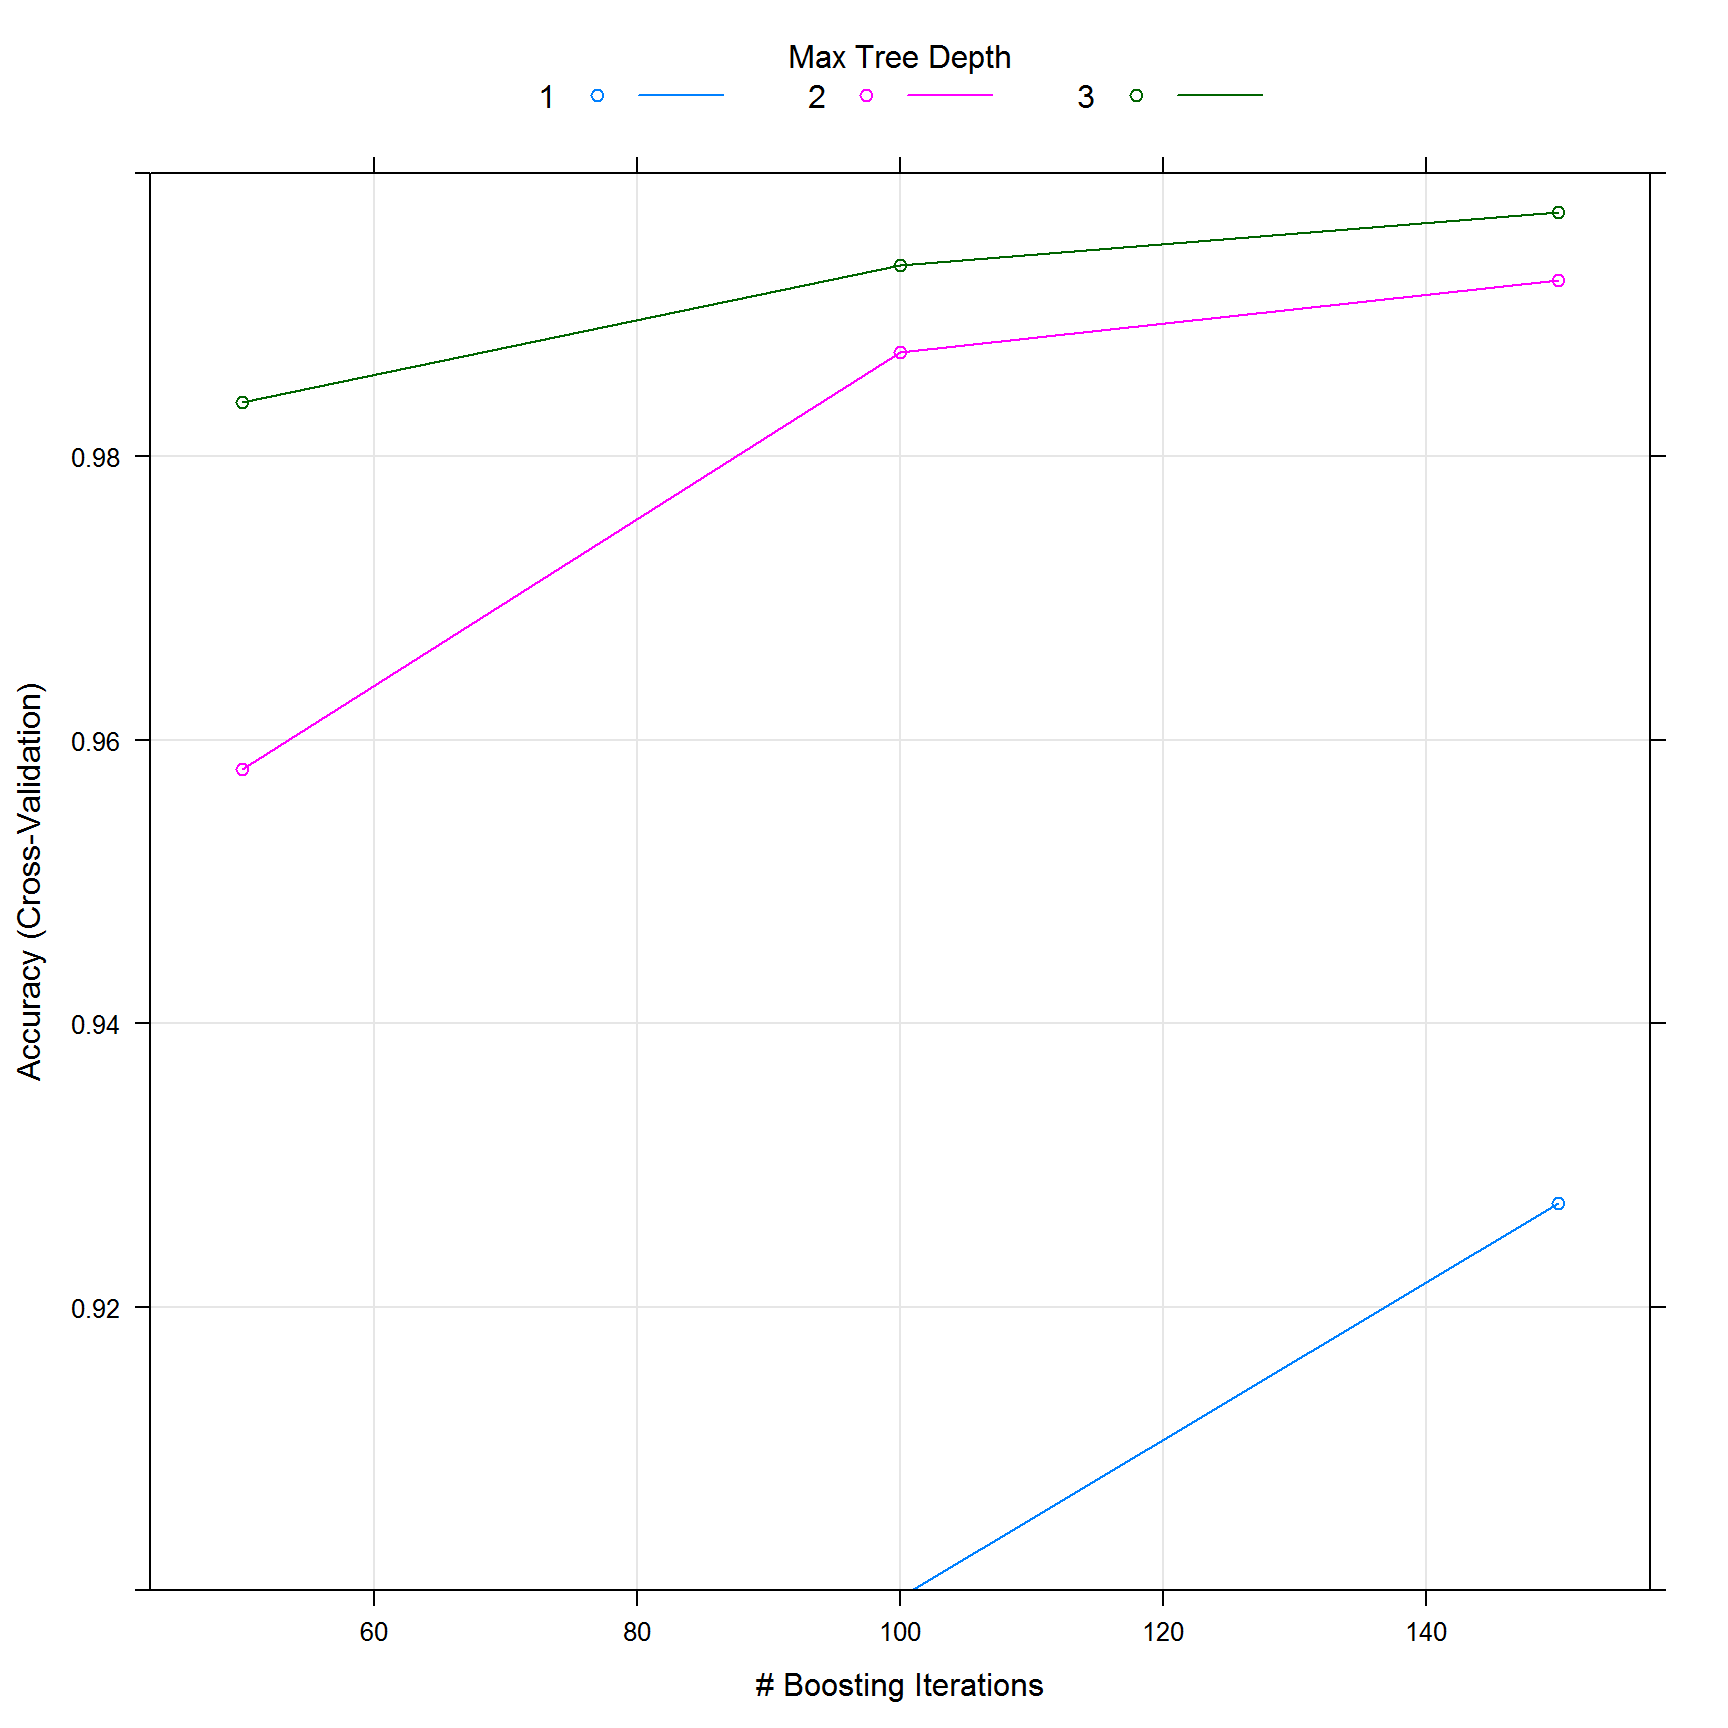 Max Tree Depth
1 2 3
0.98
0.96
0.94
0.92
Accuracy (Cross-Validation)
60 80 100 120 140
# Boosting Iterations